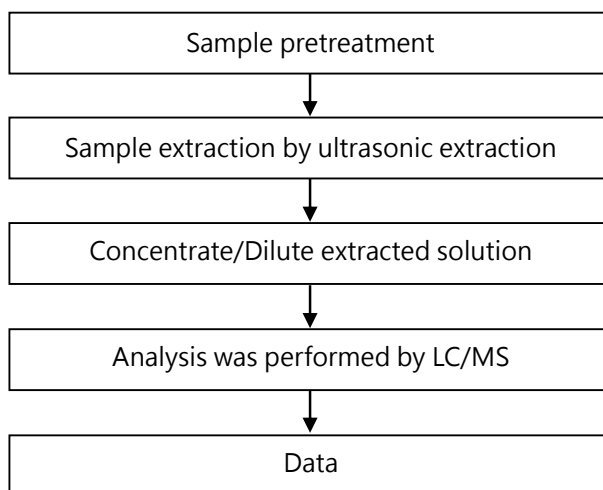 Sample pretreatment
Sample extraction by ultrasonic extraction
Concentrate/Dilute extracted solution
Analysis was performed by LC/MS
Data